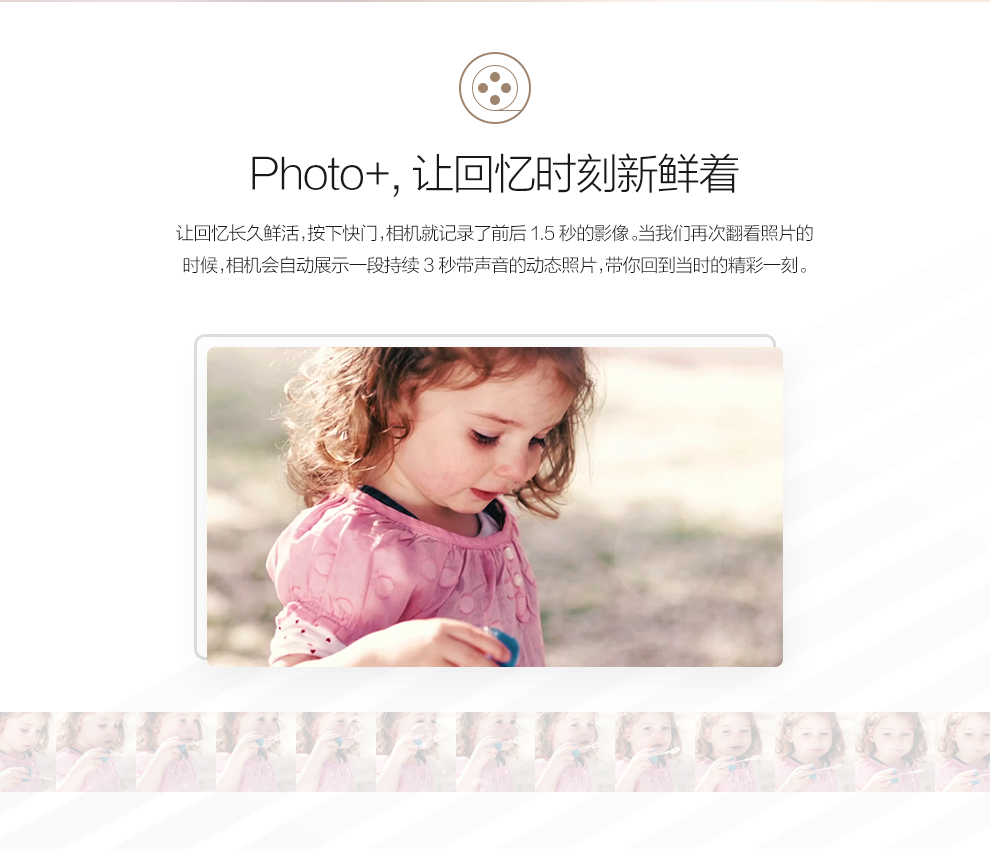 Photo+, 让回忆时刻新鲜着
让回忆长久鲜活,按下快门,相机就记录了前后 1.5 秒的影像。当我们再次翻看照片的
时候,相机会自动展示一段持续 3 秒带声音的动态照片,带你回到当时的精彩一刻。